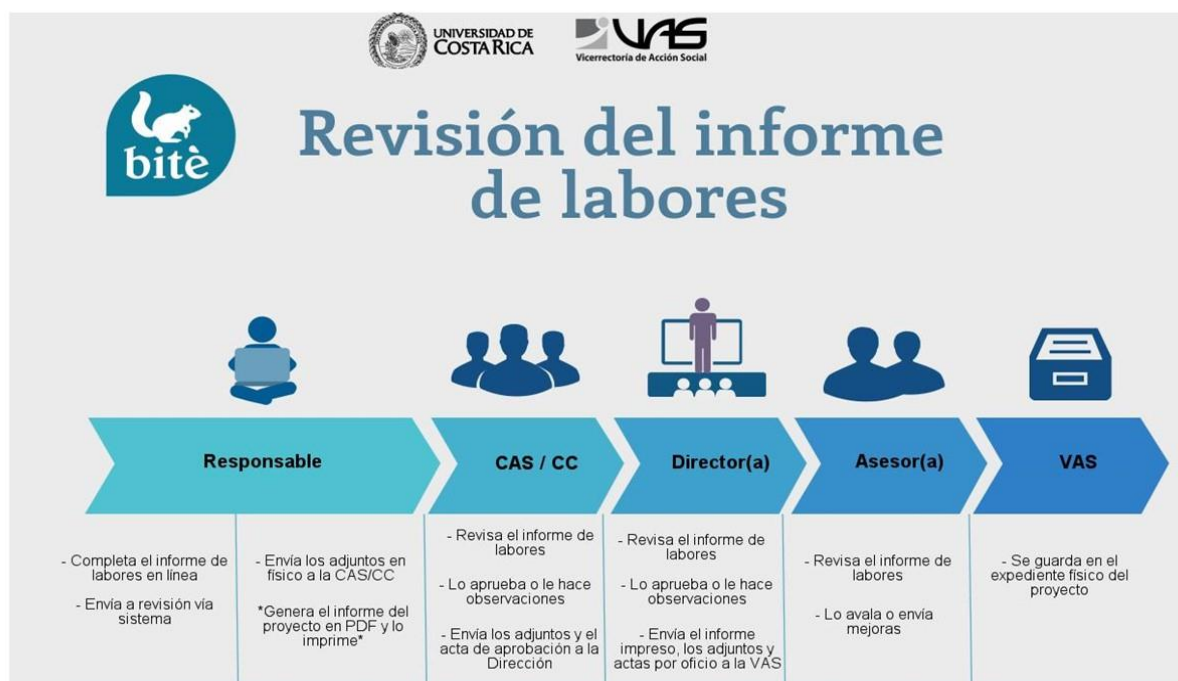 UNIVERSIDAD DE
COSTA RICA
VAS
Vicerrectoría de Acción Social
bitè
Revisión del informe
de labores
Responsable
CAS / CC
Director(a)
Asesor(a)
VAS
- Completa el informe de
labores en línea
- Envía a revisión vía
sistema
- Envía los adjuntos en
físico a la CAS/CC
*Genera el informe del
proyecto en PDF y lo
imprime*
- Revisa el informe de
labores
- Lo aprueba o le hace
observaciones
- Envía los adjuntos y el
acta de aprobación a la
Dirección
- Revisa el informe de
labores
- Lo aprueba o le hace
observaciones
- Envía el informe
impreso, los adjuntos y
actas por oficio a la VAS
- Revisa el informe de
labores
- Lo avala o envía
mejoras
- Se guarda en el
expediente físico del
proyecto